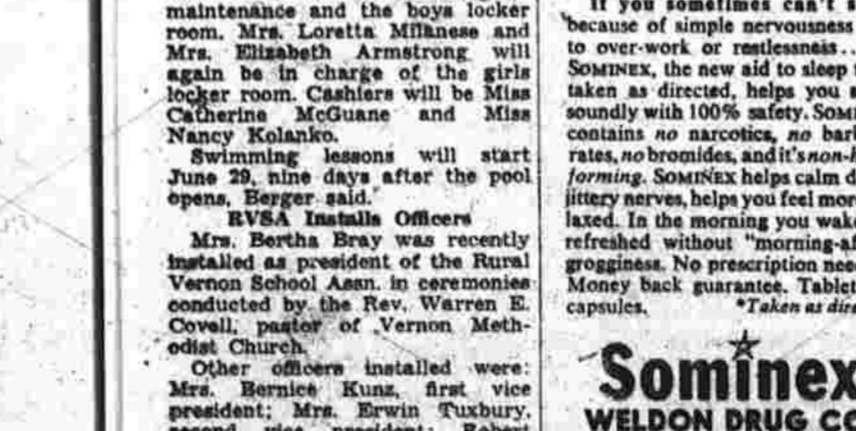 maintenance and the boys locker
room. Mrs. Loretta Milanese and
Mrs. Elizabeth Armstrong will
again be in charge of the girls
locker room. Cashiers will be Miss
Catherine McGuane and Miss
Nancy Kolanko.
Swimming lessons will start
June 29, nine days after the pool
opens, Berger said.
RVSA Installs Officers
Mrs. Bertha Bray was recently
installed as president of the Rural
Vernon School Assn. in ceremonies
conducted by the Rev. Warren E.
Covell, pastor of Vernon Meth-
odist Church.
Other officers installed were:
Mrs. Bernice Kunz, first vice
president; Mrs. Erwin Tuxbury,
second vice president; Robert
If you sometimes can't s
because of simple nervousness
to over-work or restlessness..
SOMINEX, the new aid to sleep
taken as directed, helps you s
soundly with 100% safety. SOMI
contains no narcotics, no bar
rates, no bromides, and it's non-h
forming. SOMINEX helps calm d
jittery nerves, helps you feel mor
laxed. In the morning you wake
refreshed without "morning-af
grogginess. No prescription nee
Money back guarantee. Tablet
capsules. *Taken as dire
Sominex
WELDON DRUG CO